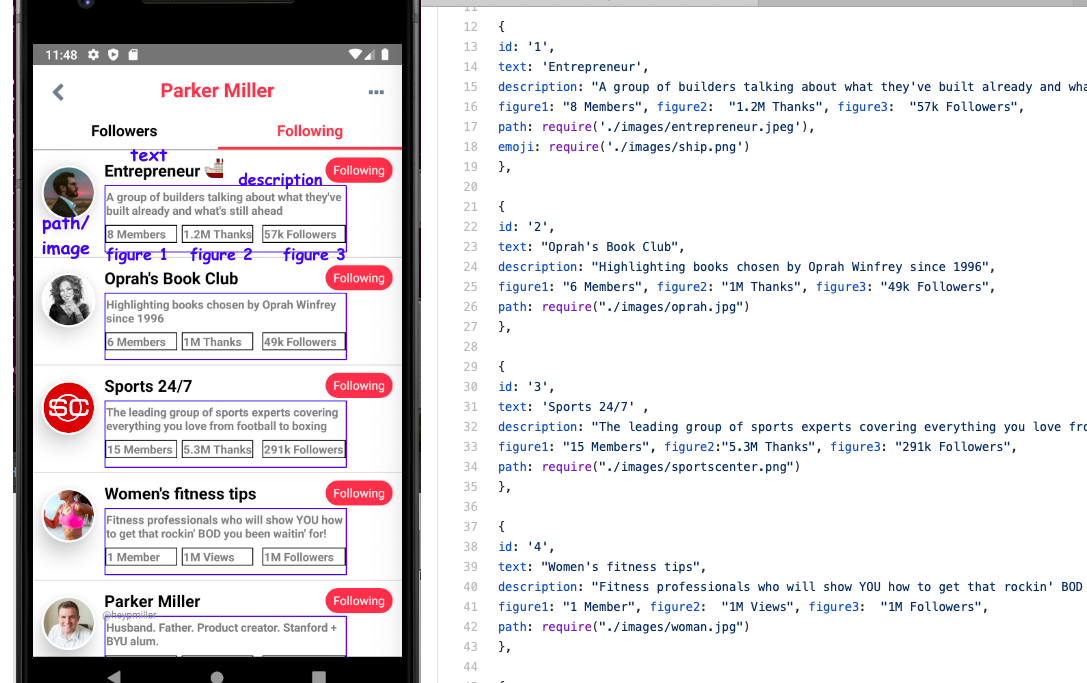 11:48
Parker Miller
Followers
Following
text
Entrepreneur
Following
description
A group of builders talking about what they've
built already and what's still ahead
path/
image
8 Members
1.2M Thanks
57k Followers
figure 1
figure 2
figure 3
Oprah's Book Club
Following
Highlighting books chosen by Oprah Winfrey
since 1996
6 Members
1M Thanks
49k Followers
Sports 24/7
Following
SC
The leading group of sports experts covering
everything you love from football to boxing
15 Members
5.3M Thanks
291k Followers
Women's fitness tips
Following
Fitness professionals who will show YOU how
to get that rockin' BOD you been waitin' for!
1 Member
1M Views
1M Followers
Parker Miller
Following
@heypmiller
Husband. Father. Product creator. Stanford +
BYU alum.
11
12 {
13 id: '1',
14 text: 'Entrepreneur',
15 description: "A group of builders talking about what they've built already and wha
16 figure1: "8 Members", figure2:  "1.2M Thanks", figure3:  "57k Followers",
17 path: require('./images/entrepreneur.jpeg'),
18 emoji: require('./images/ship.png')
19 },
20
21 {
22 id: '2',
23 text: "Oprah's Book Club",
24 description: "Highlighting books chosen by Oprah Winfrey since 1996",
25 figure1: "6 Members", figure2: "1M Thanks", figure3: "49k Followers",
26 path: require("./images/oprah.jpg")
27 },
28
29 {
30 id: '3',
31 text: 'Sports 24/7' ,
32 description: "The leading group of sports experts covering everything you love fro
33 figure1: "15 Members", figure2:"5.3M Thanks", figure3: "291k Followers",
34 path: require("./images/sportscenter.png")
35 },
36
37 {
38 id: '4',
39 text: "Women's fitness tips",
40 description: "Fitness professionals who will show YOU how to get that rockin' BOD
41 figure1: "1 Member", figure2:  "1M Views", figure3:  "1M Followers",
42 path: require("./images/woman.jpg")
43 },
44